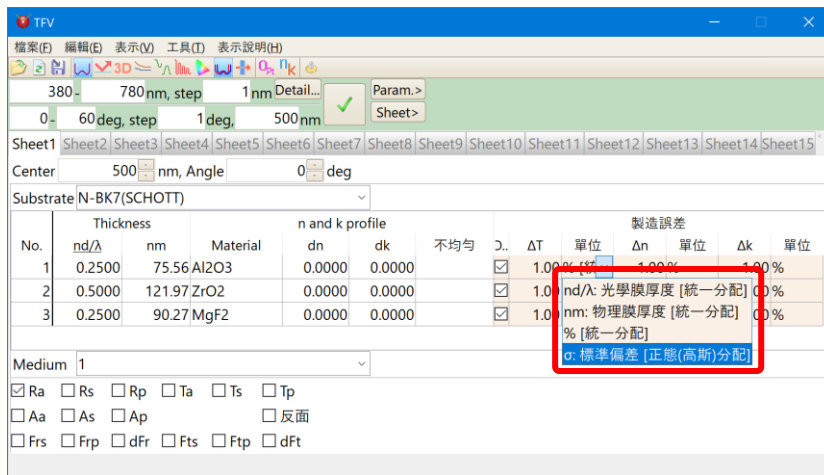 TFV
檔案(F) 編輯(E) 表示(V) 工具(T) 表示說明(H)
3D OPt nk
380 - 780 nm, step 1 nm Detail... Param.>
0 - 60 deg, step 1 deg, 500 nm Sheet>
Sheet1 Sheet2 Sheet3 Sheet4 Sheet5 Sheet6 Sheet7 Sheet8 Sheet9 Sheet10 Sheet11 Sheet12 Sheet13 Sheet14 Sheet15
Center 500 nm, Angle 0 deg
Substrate N-BK7(SCHOTT)
Thickness n and k profile 製造誤差
No. nd/λ nm Material dn dk 不均勻 ΔT 單位 Δn 單位 Δk 單位
1 0.2500 75.56 Al2O3 0.0000 0.0000 1.00 % [統 1.00 % 1.00 %
2 0.5000 121.97 ZrO2 0.0000 0.0000 1.00 %
3 0.2500 90.27 MgF2 0.0000 0.0000 1.00 %
nd/λ: 光學膜厚度 [統一分配]
nm: 物理膜厚度 [統一分配]
% [統一分配]
σ: 標準偏差 [正態(高斯)分配]
Medium 1
Ra Rs Rp Ta Ts Tp
Aa As Ap 反面
Frs Frp dFr Fts Ftp dFt